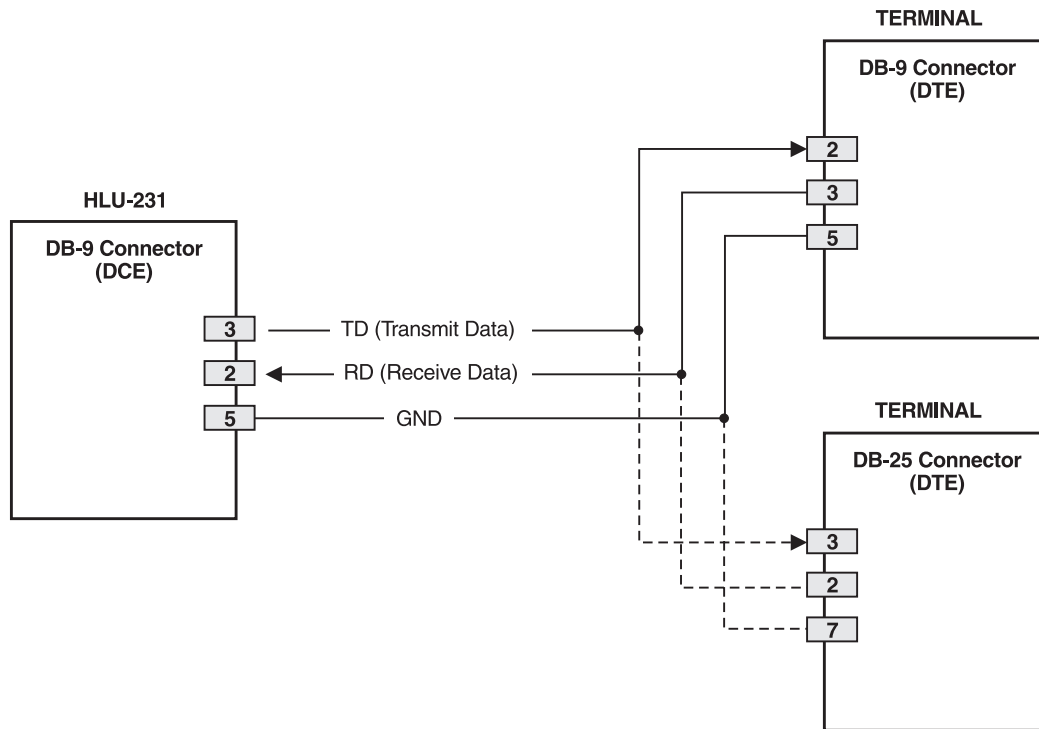 TERMINAL
DB-9 Connector
(DTE)
2
3
5
HLU-231
DB-9 Connector
(DCE)
3
TD (Transmit Data)
2
RD (Receive Data)
5
GND
TERMINAL
DB-25 Connector
(DTE)
3
2
7